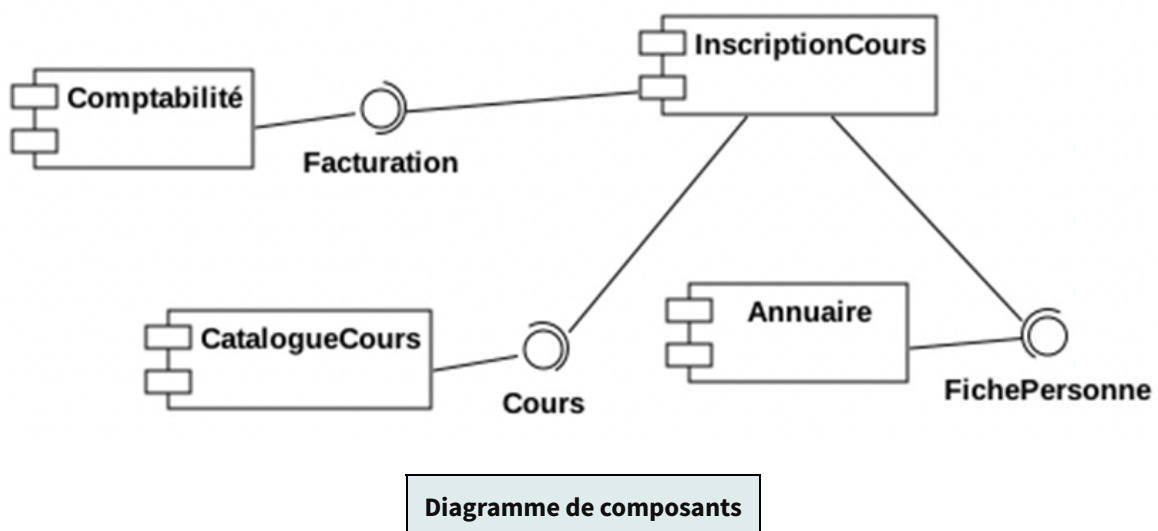 InscriptionCours
Comptabilité
Facturation
Annuaire
CatalogueCours
FichePersonne
Cours
Diagramme de composants